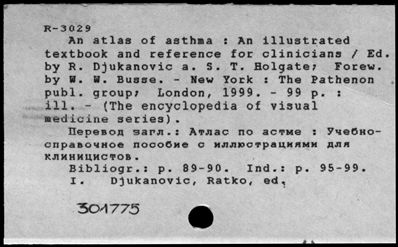 R-3029
An atlas of asthma : An illustrated
textbook and reference for clinicians / Ed.
by R. Djukanovic a. S. T. Holgate; Forew.
by W. W. Busse. - New York : The Pathenon
publ. group; London, 1999. - 99 p. :
ill. - (The encyclopedia of visual
medicine series).
Перевод загл.: Атлас по астме : Учебно-
справочное пособие с иллюстрациями для
клиницистов.
Bibliogr.: p. 89-90. Ind.: p. 95-99.
I. Djukanovic, Ratko, ed.
301775